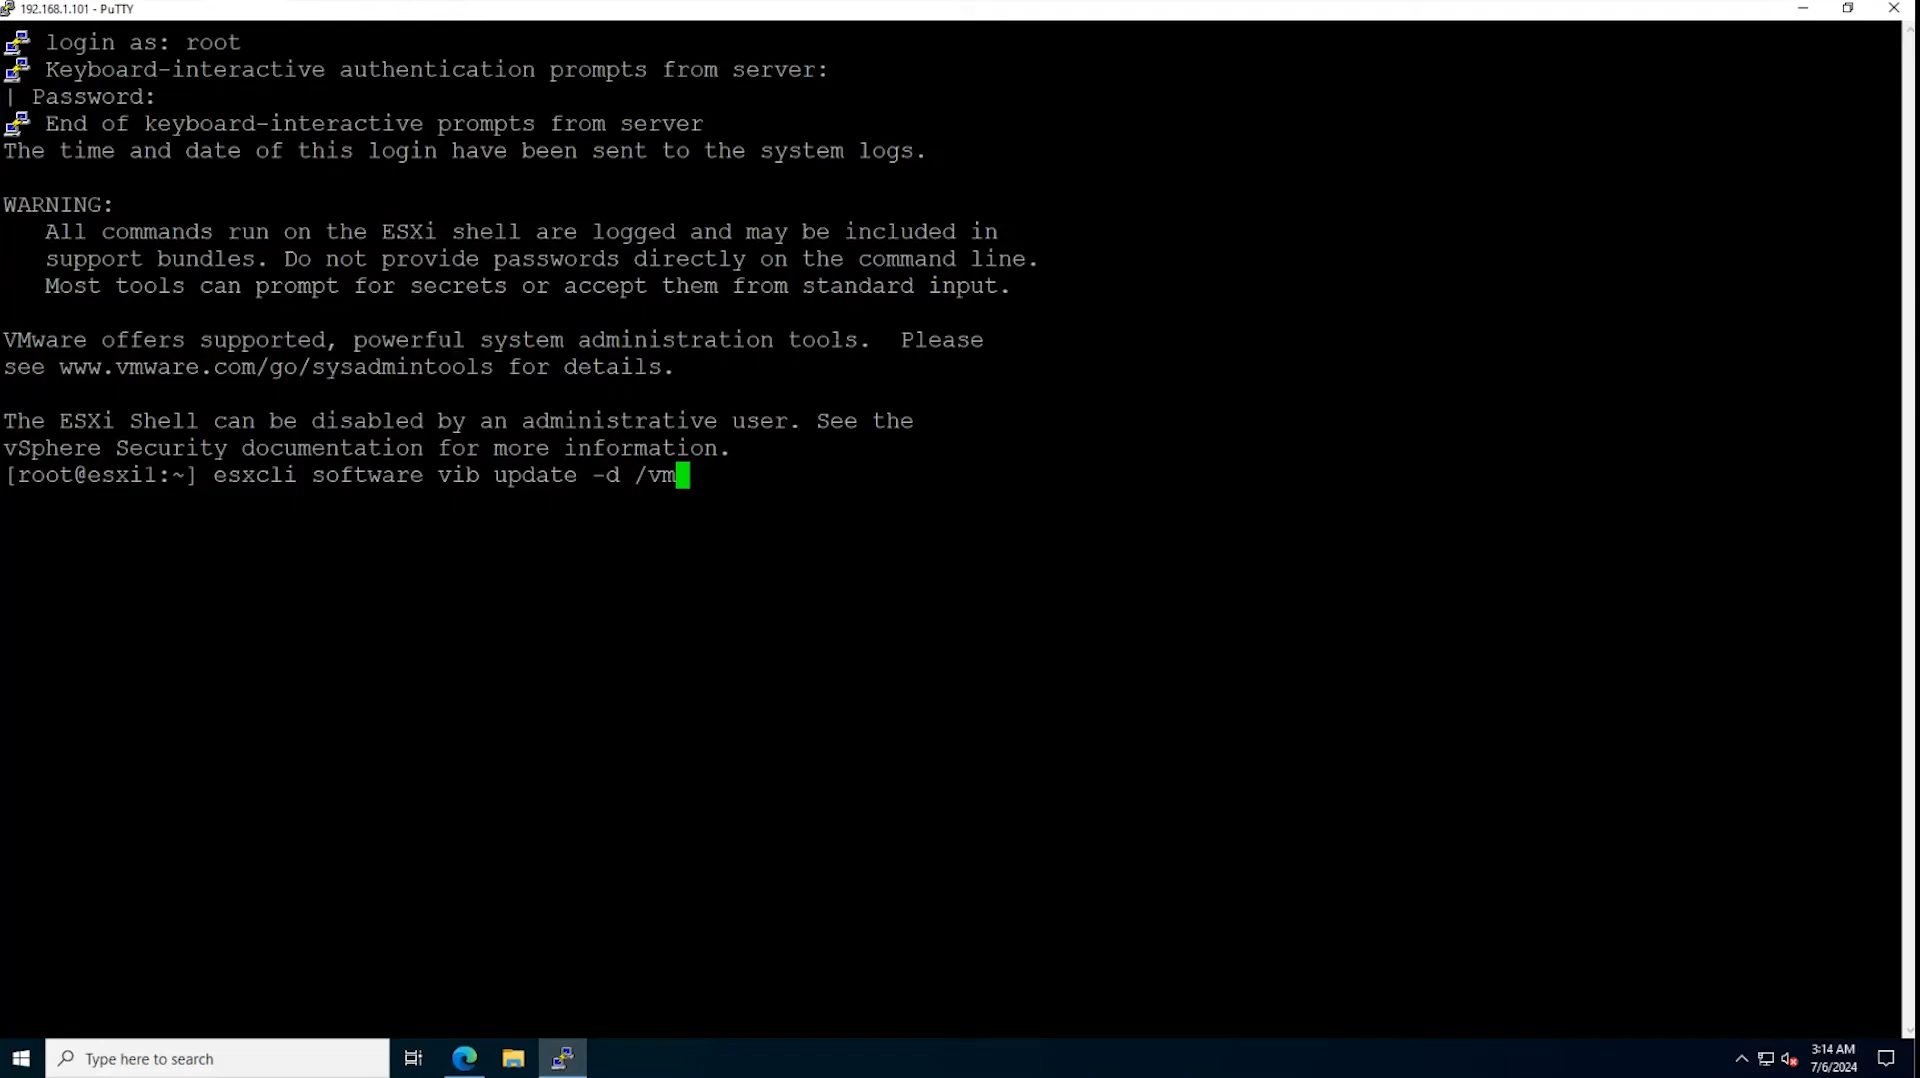 192.168.1.101 - PuTTY
login as: root
Keyboard-interactive authentication prompts from server:
| Password:
End of keyboard-interactive prompts from server
The time and date of this login have been sent to the system logs.
WARNING:
All commands run on the ESXi shell are logged and may be included in
support bundles. Do not provide passwords directly on the command line.
Most tools can prompt for secrets or accept them from standard input.
VMware offers supported, powerful system administration tools.  Please
see www.vmware.com/go/sysadmintools for details.
The ESXi Shell can be disabled by an administrative user. See the
vSphere Security documentation for more information.
[root@esxi1:~] esxcli software vib update -d /vm
Type here to search
3:14 AM
7/6/2024